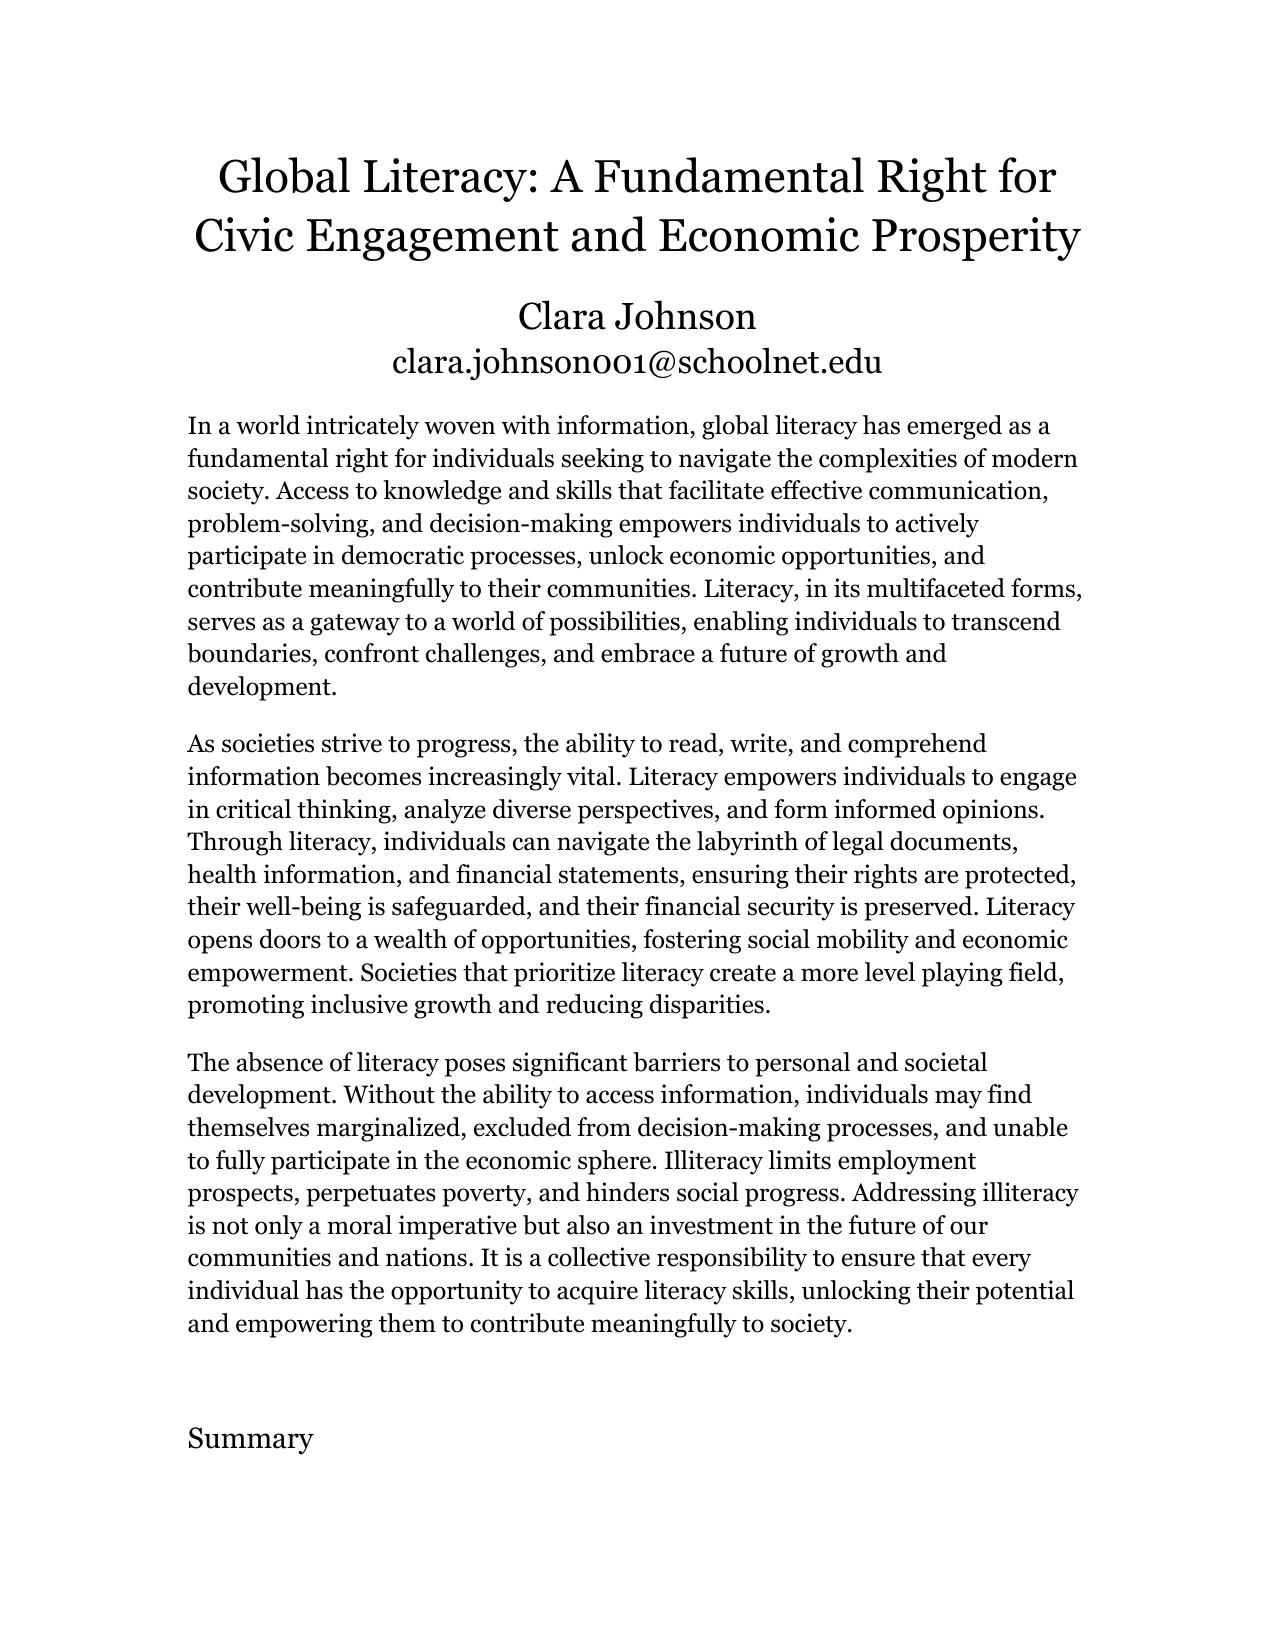 Global Literacy: A Fundamental Right for
Civic Engagement and Economic Prosperity
Clara Johnson
clara.johnson001@schoolnet.edu
In a world intricately woven with information, global literacy has emerged as a
fundamental right for individuals seeking to navigate the complexities of modern
society. Access to knowledge and skills that facilitate effective communication,
problem-solving, and decision-making empowers individuals to actively
participate in democratic processes, unlock economic opportunities, and
contribute meaningfully to their communities. Literacy, in its multifaceted forms,
serves as a gateway to a world of possibilities, enabling individuals to transcend
boundaries, confront challenges, and embrace a future of growth and
development.
As societies strive to progress, the ability to read, write, and comprehend
information becomes increasingly vital. Literacy empowers individuals to engage
in critical thinking, analyze diverse perspectives, and form informed opinions.
Through literacy, individuals can navigate the labyrinth of legal documents,
health information, and financial statements, ensuring their rights are protected,
their well-being is safeguarded, and their financial security is preserved. Literacy
opens doors to a wealth of opportunities, fostering social mobility and economic
empowerment. Societies that prioritize literacy create a more level playing field,
promoting inclusive growth and reducing disparities.
The absence of literacy poses significant barriers to personal and societal
development. Without the ability to access information, individuals may find
themselves marginalized, excluded from decision-making processes, and unable
to fully participate in the economic sphere. Illiteracy limits employment
prospects, perpetuates poverty, and hinders social progress. Addressing illiteracy
is not only a moral imperative but also an investment in the future of our
communities and nations. It is a collective responsibility to ensure that every
individual has the opportunity to acquire literacy skills, unlocking their potential
and empowering them to contribute meaningfully to society.
Summary